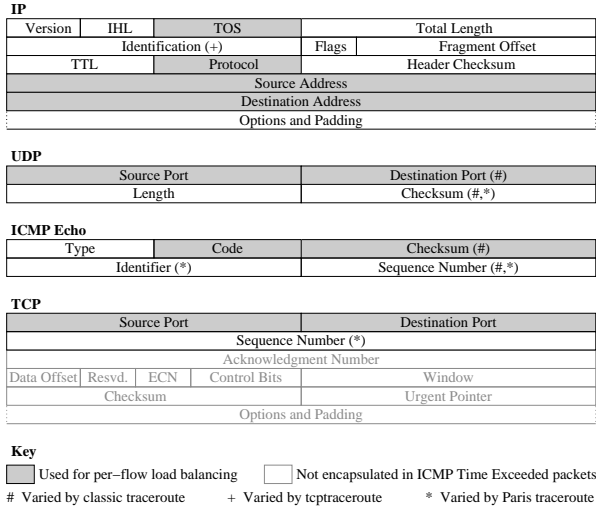 IP
Version IHL TOS Total Length
Identification (+) Flags Fragment Offset
TTL Protocol Header Checksum
Source Address
Destination Address
Options and Padding
UDP
Source Port Destination Port (#)
Length Checksum (#,*)
ICMP Echo
Type Code Checksum (#)
Identifier (*) Sequence Number (#,*)
TCP
Source Port Destination Port
Sequence Number (*)
Acknowledgment Number
Data Offset Resvd. ECN Control Bits Window
Checksum Urgent Pointer
Options and Padding
Key
Used for per−flow load balancing Not encapsulated in ICMP Time Exceeded packets
# Varied by classic traceroute + Varied by tcptraceroute * Varied by Paris traceroute